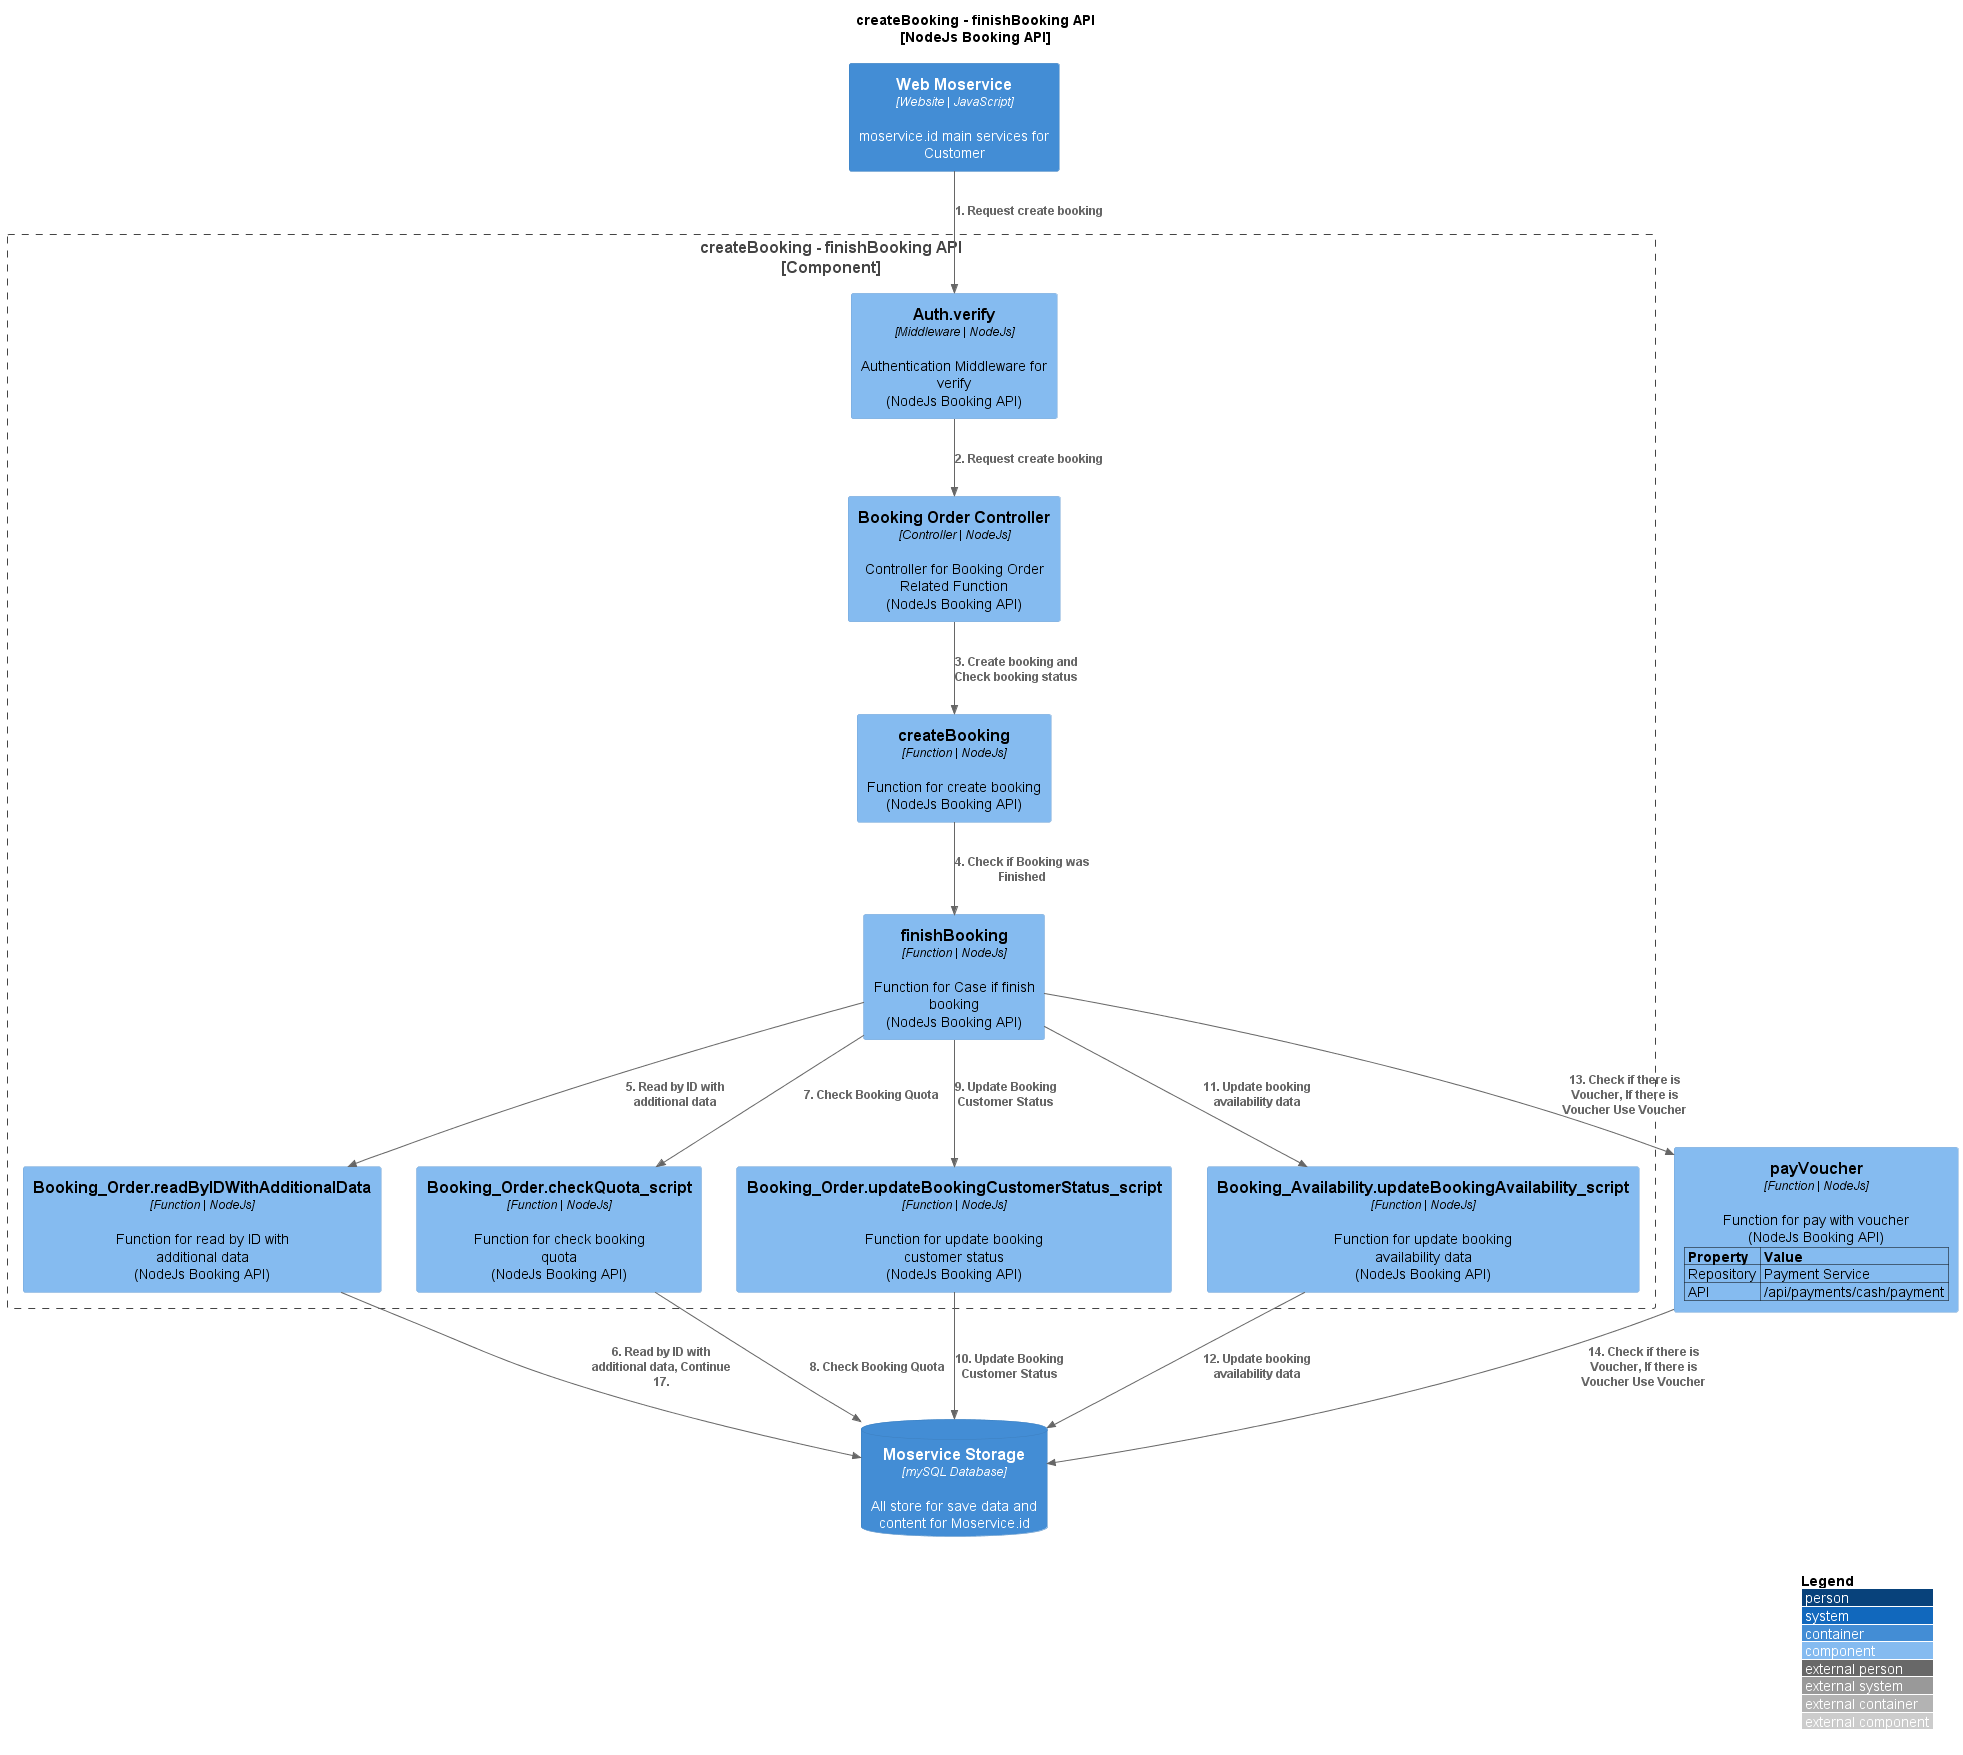 createBooking - finishBooking API
[NodeJs Booking API]
Web Moservice
[Website | JavaScript]
moservice.id main services for
Customer
1. Request create booking
createBooking - finishBooking API
[Component]
Auth.verify
[Middleware | NodeJs]
Authentication Middleware for
verify
(NodeJs Booking API)
2. Request create booking
Booking Order Controller
[Controller | NodeJs]
Controller for Booking Order
Related Function
(NodeJs Booking API)
3. Create booking and
Check booking status
createBooking
[Function | NodeJs]
Function for create booking
(NodeJs Booking API)
4. Check if Booking was
Finished
finishBooking
[Function | NodeJs]
Function for Case if finish
booking
(NodeJs Booking API)
5. Read by ID with
additional data
7. Check Booking Quota
9. Update Booking
Customer Status
11. Update booking
availability data
13. Check if there is
Voucher, If there is
Voucher Use Voucher
Booking_Order.readByIDWithAdditionalData
[Function | NodeJs]
Function for read by ID with
additional data
(NodeJs Booking API)
Booking_Order.checkQuota_script
[Function | NodeJs]
Function for check booking
quota
(NodeJs Booking API)
Booking_Order.updateBookingCustomerStatus_script
[Function | NodeJs]
Function for update booking
customer status
(NodeJs Booking API)
Booking_Availability.updateBookingAvailability_script
[Function | NodeJs]
Function for update booking
availability data
(NodeJs Booking API)
payVoucher
[Function | NodeJs]
Function for pay with voucher
(NodeJs Booking API)
Property Value
Repository Payment Service
API /api/payments/cash/payment
6. Read by ID with
additional data, Continue
17.
8. Check Booking Quota
10. Update Booking
Customer Status
12. Update booking
availability data
14. Check if there is
Voucher, If there is
Voucher Use Voucher
Moservice Storage
[mySQL Database]
All store for save data and
content for Moservice.id
Legend
person
system
container
component
external person
external system
external container
external component